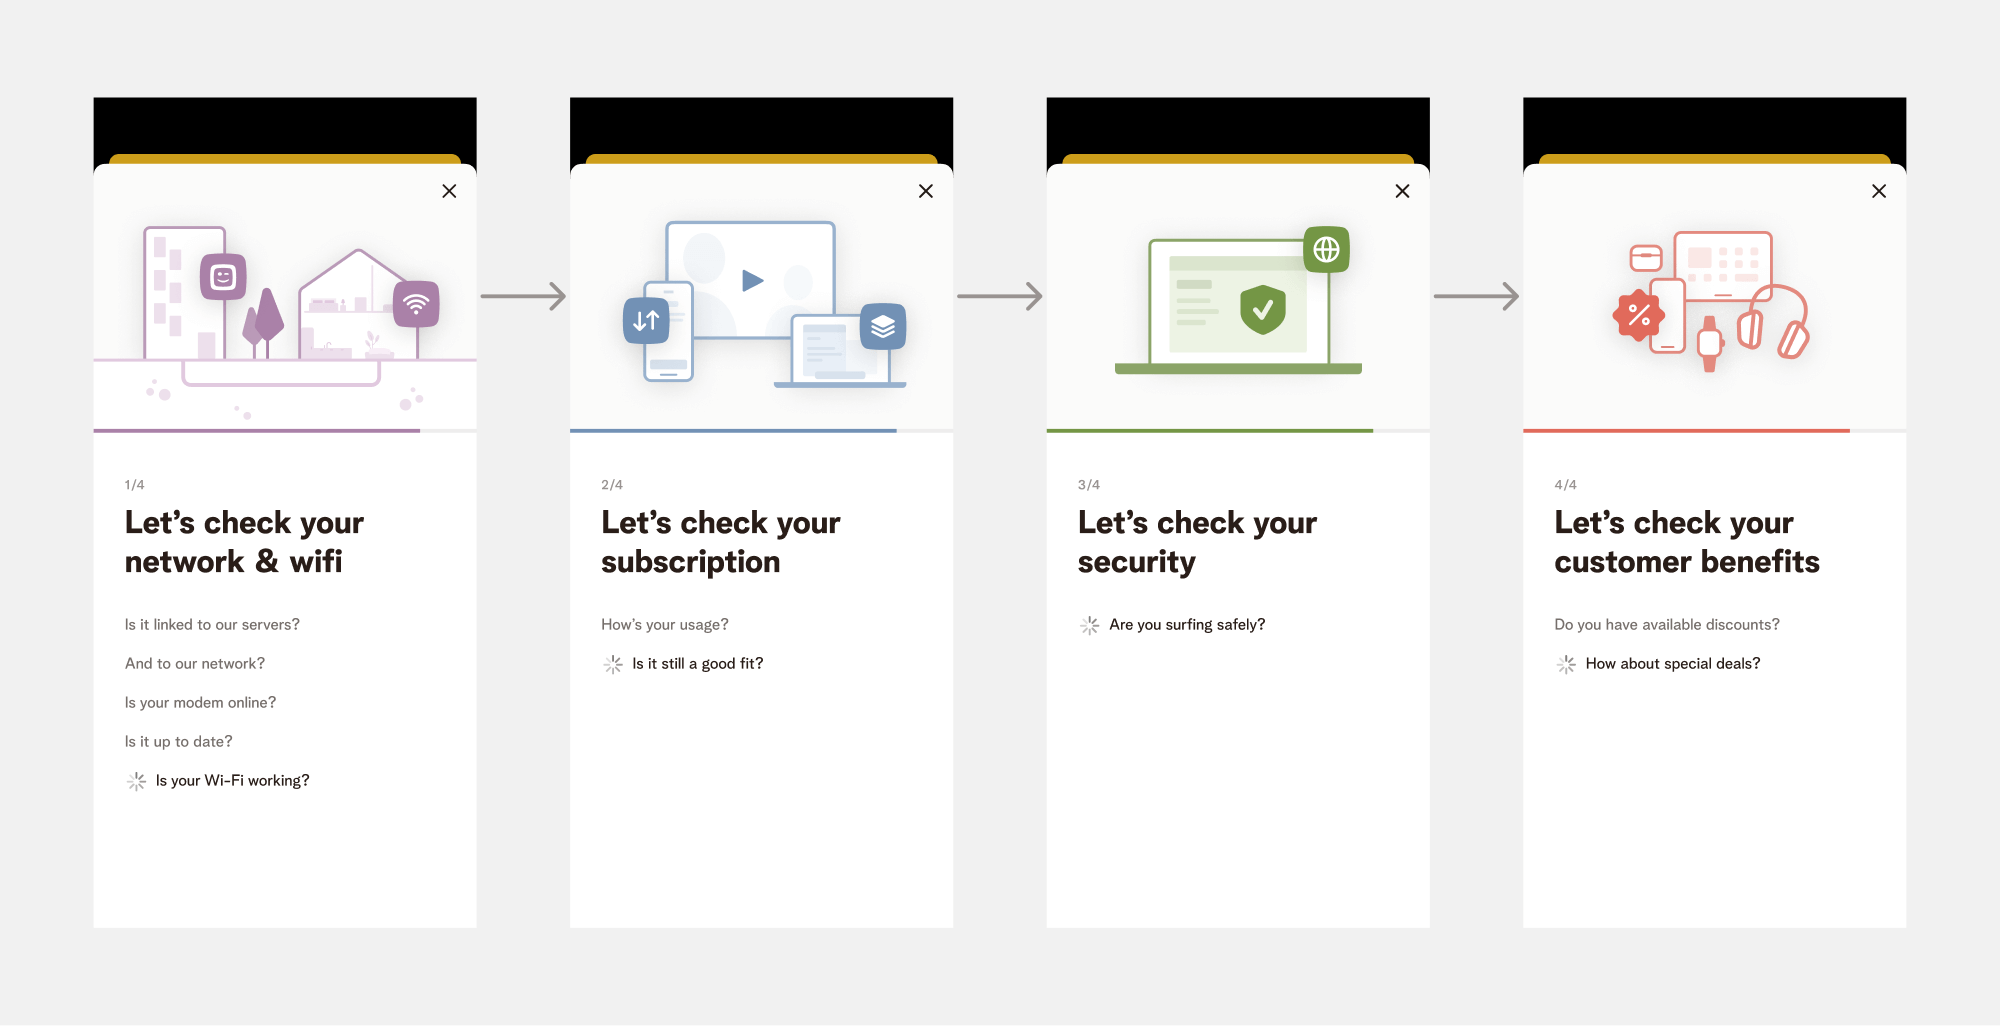 1/4
Let’s check your
network & wifi
Is it linked to our servers?
And to our network?
Is your modem online?
Is it up to date?
Is your Wi-Fi working?
2/4
Let’s check your
subscription
How’s your usage?
Is it still a good fit?
3/4
Let’s check your
security
Are you surfing safely?
4/4
Let’s check your
customer benefits
Do you have available discounts?
How about special deals?